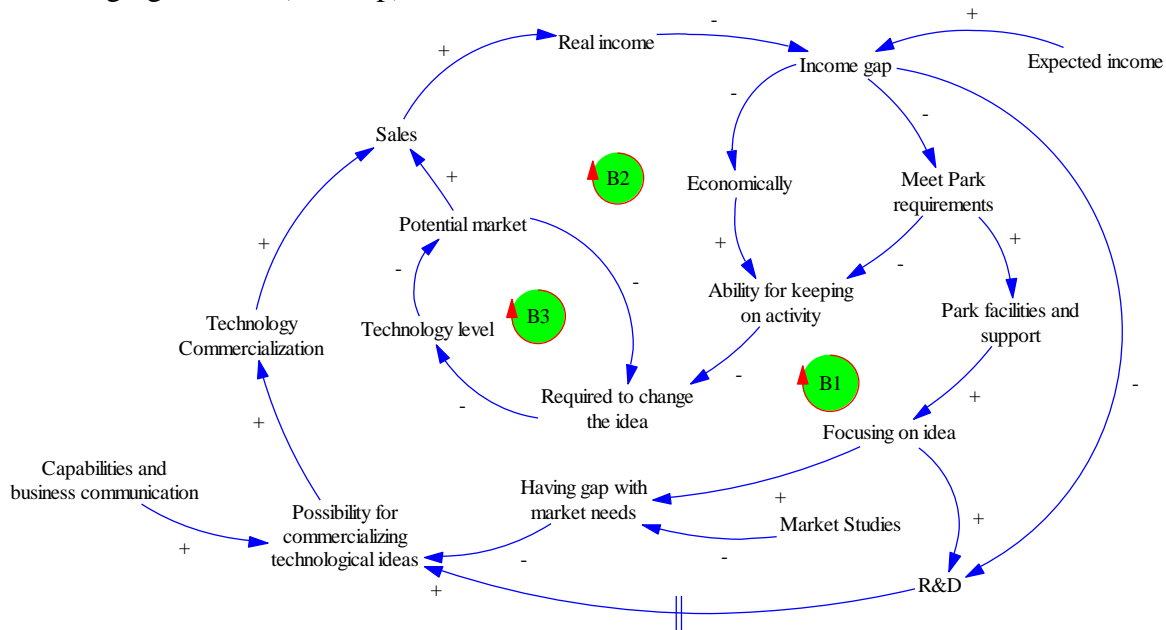 Real income
-
+
Income gap
Expected income
+
-
-
Sales
+
Economically
Meet Park
requirements
B2
Potential market
+
+
+
-
-
-
Ability for keeping
on activity
Technology level
B3
Park facilities and
support
Technology
Commercialization
-
-
Required to change
the idea
B1
-
+
+
Focusing on idea
Capabilities and
business communication
Having gap with
market needs
+
Market Studies
+
Possibility for
commercializing
technological ideas
+
-
-
+
R&D